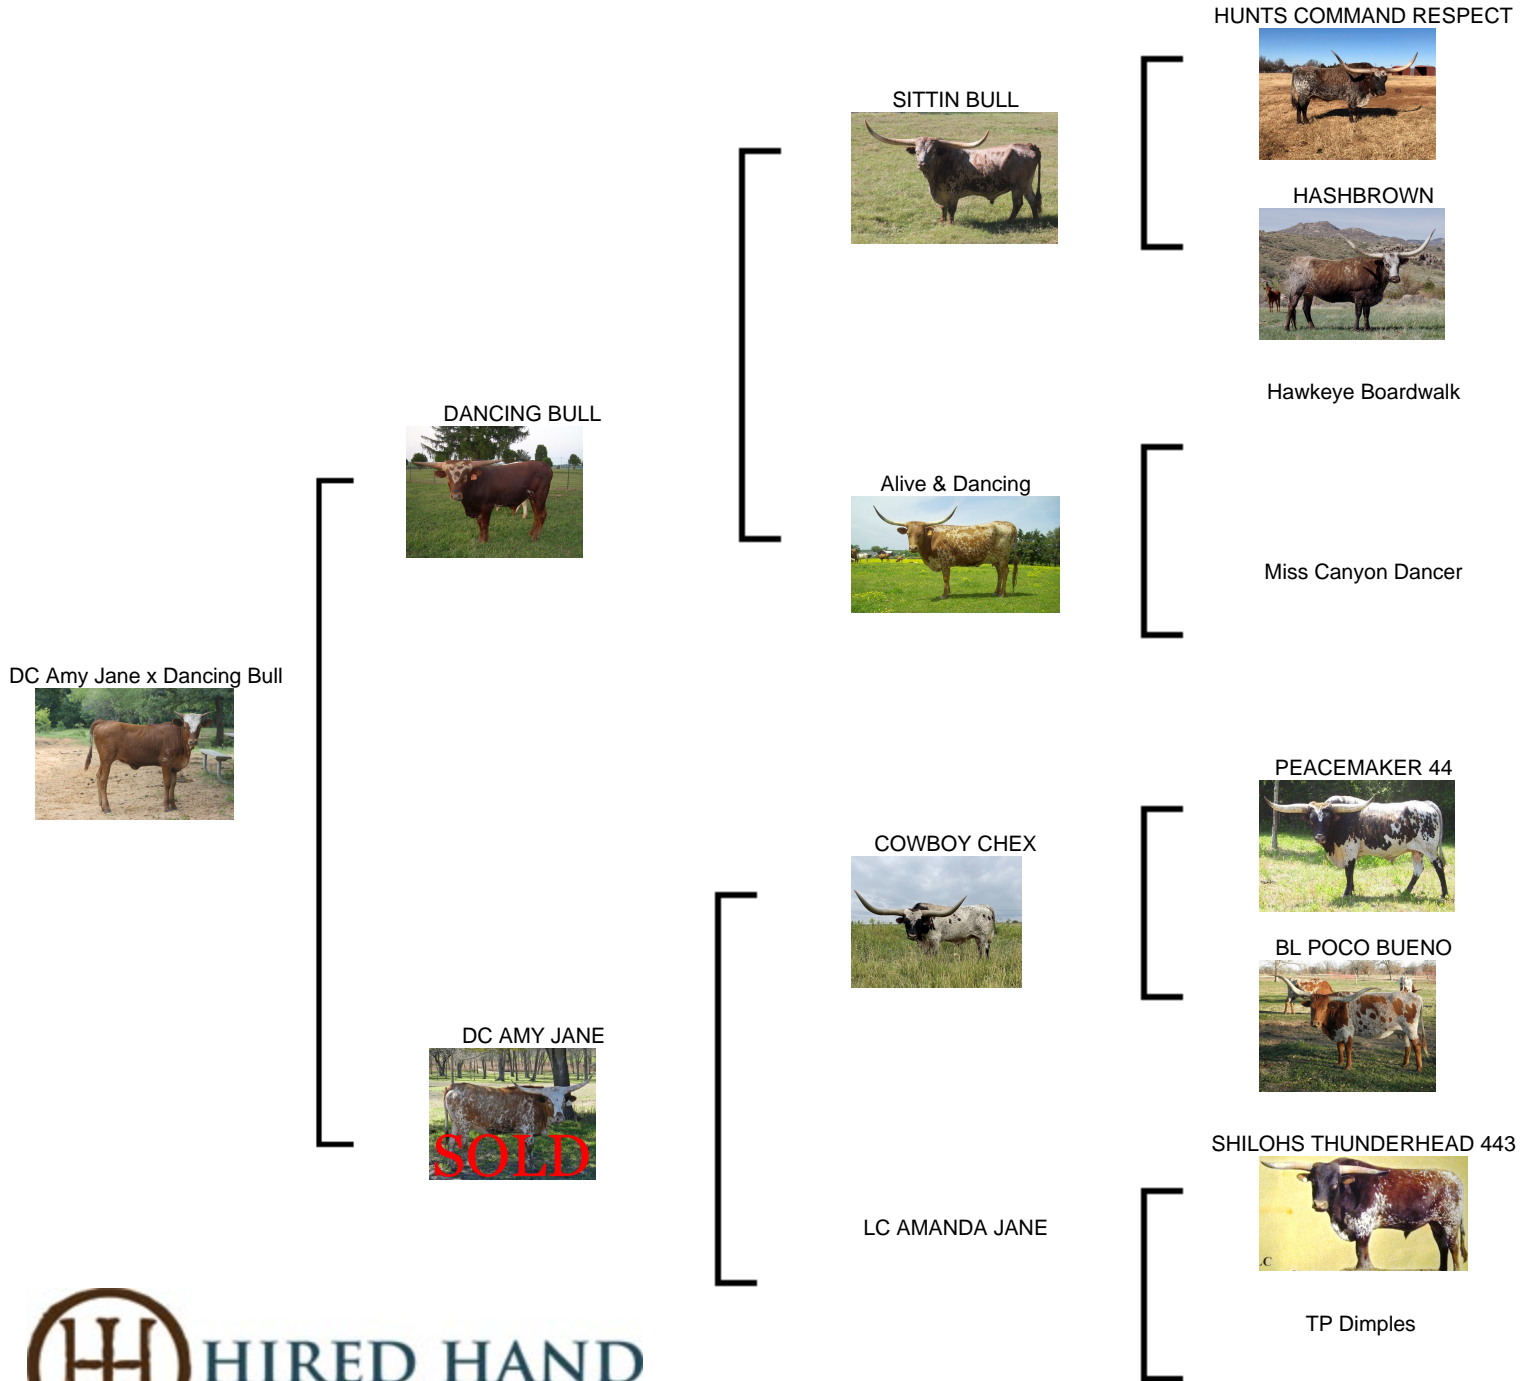 HUNTS COMMAND RESPECT
SITTIN BULL
HASHBROWN
Hawkeye Boardwalk
DANCING BULL
Alive & Dancing
Miss Canyon Dancer
DC Amy Jane x Dancing Bull
PEACEMAKER 44
COWBOY CHEX
BL POCO BUENO
DC AMY JANE
SOLD
SHILOHS THUNDERHEAD 443
LC AMANDA JANE
TP Dimples
HIRED HAND